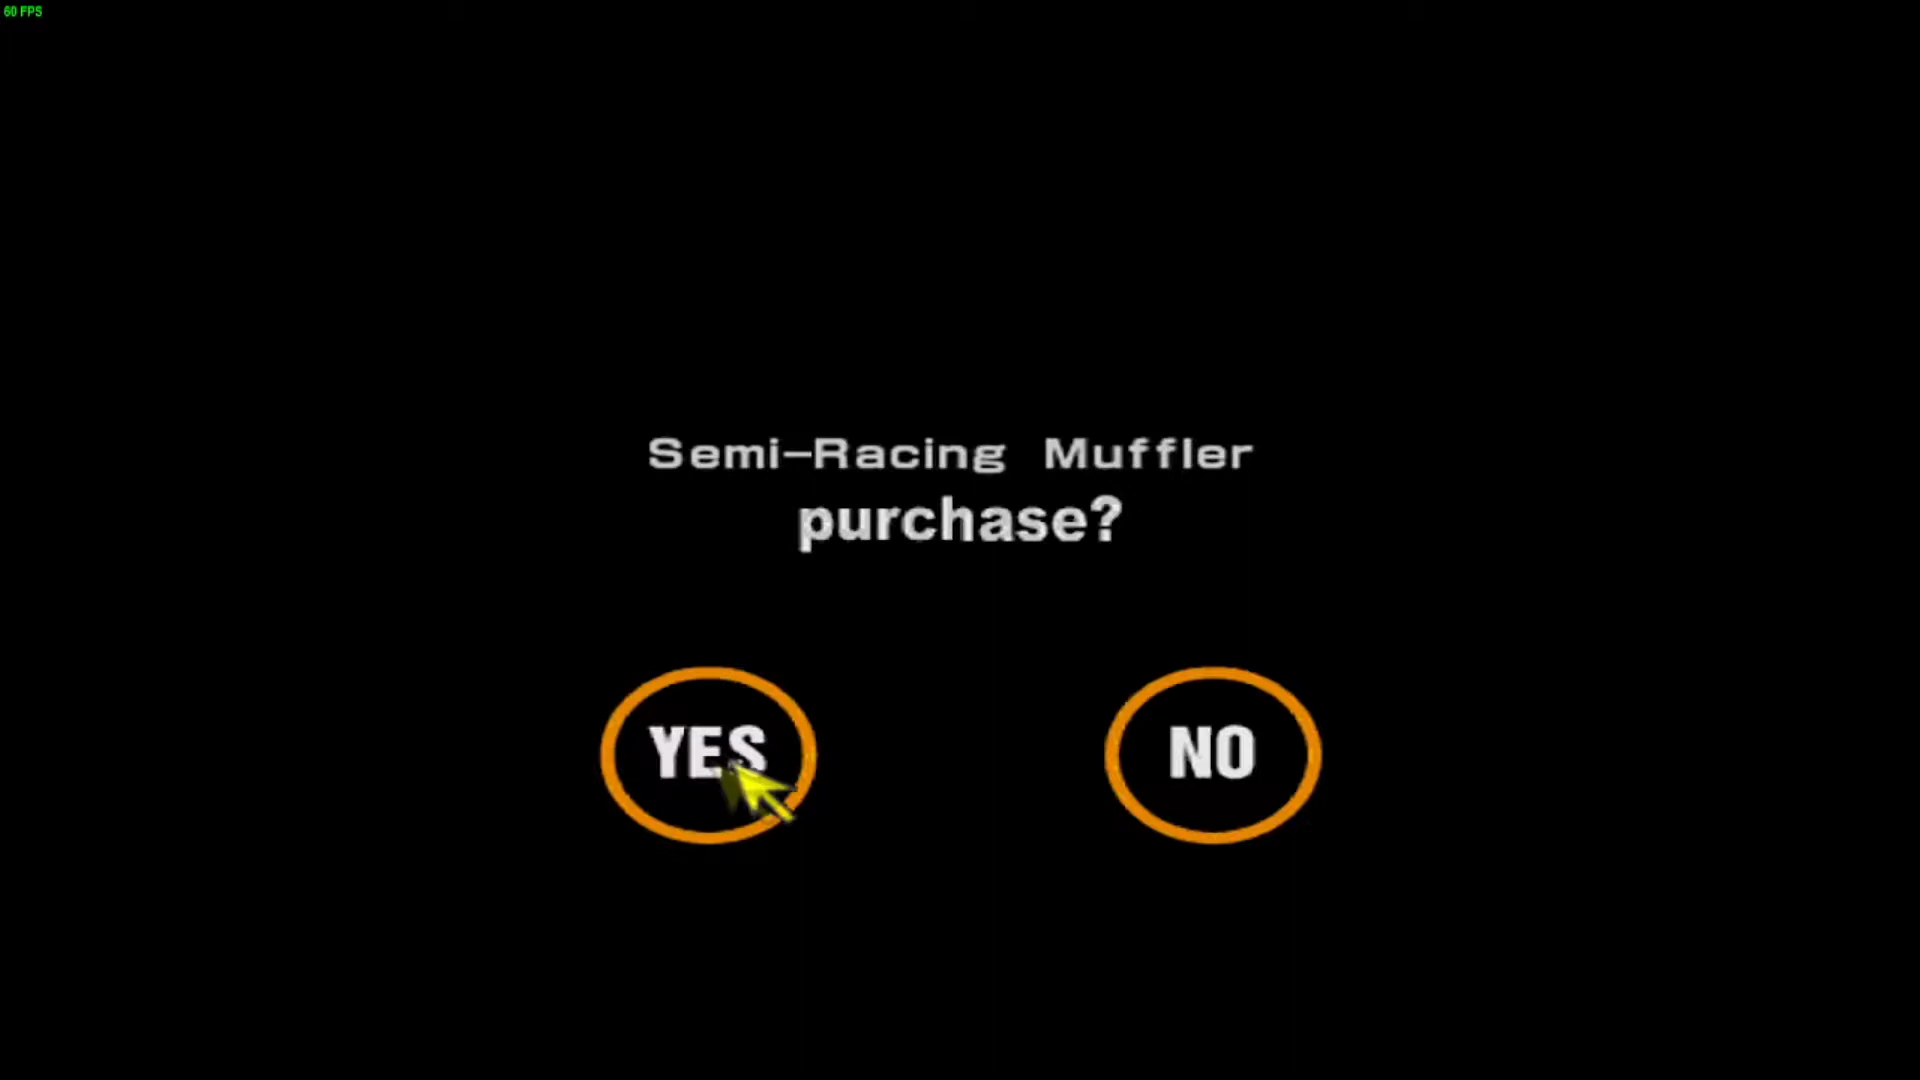 60 FPS
Semi-Racing Muffler
purchase?
YES
NO